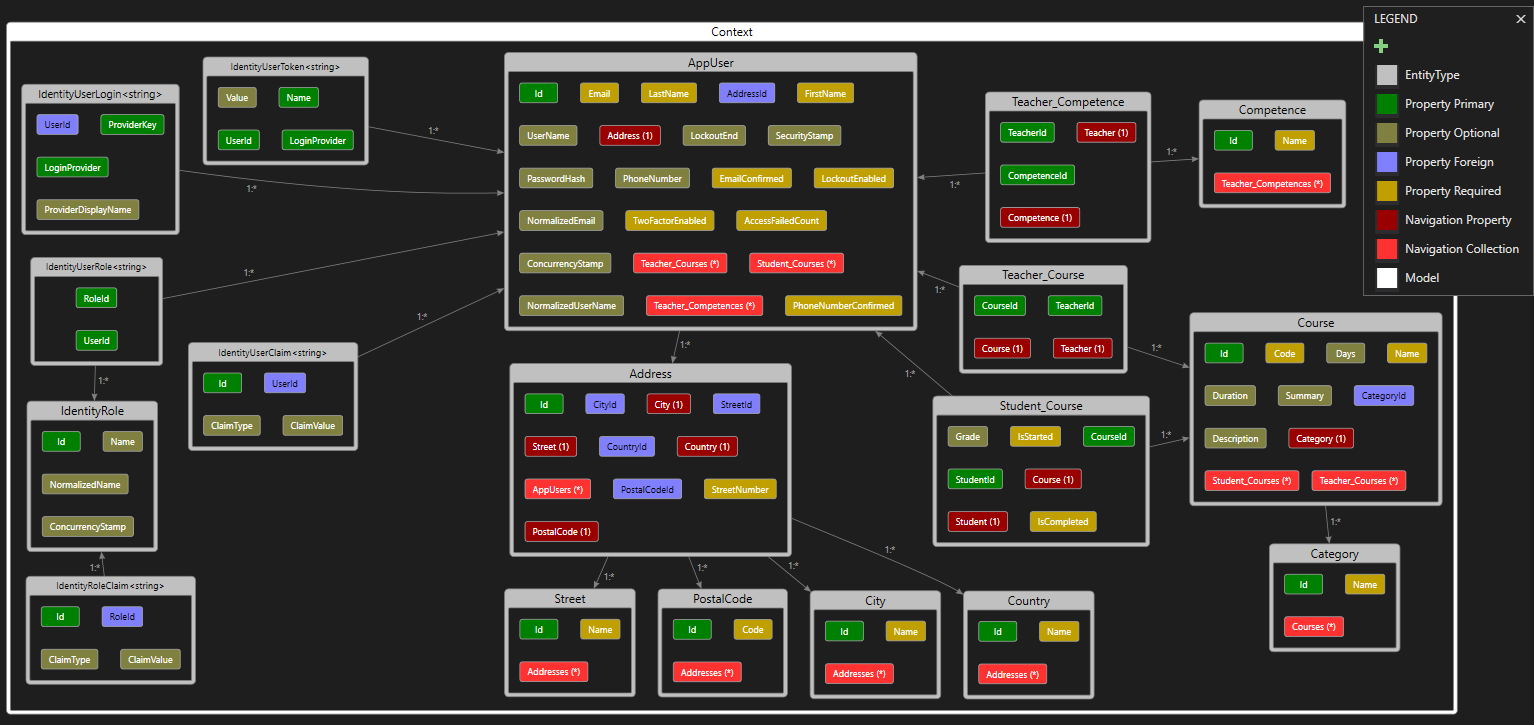 Context
LEGEND
EntityType
Property Primary
Property Optional
Property Foreign
Property Required
Navigation Property
Navigation Collection
Model
IdentityUserLogin<string>
UserId ProviderKey
LoginProvider
ProviderDisplayName
IdentityUserToken<string>
Value Name
UserId LoginProvider
1:*
1:*
AppUser
Id Email LastName AddressId FirstName
UserName Address (1) LockoutEnd SecurityStamp
PasswordHash PhoneNumber EmailConfirmed LockoutEnabled
NormalizedEmail TwoFactorEnabled AccessFailedCount
ConcurrencyStamp Teacher_Courses (*) Student_Courses (*)
NormalizedUserName Teacher_Competences (*) PhoneNumberConfirmed
Teacher_Competence
TeacherId Teacher (1)
CompetenceId
Competence (1)
1:*
1:*
Competence
Id Name
Teacher_Competences (*)
IdentityUserRole<string>
RoleId
UserId
1:*
1:*
IdentityUserClaim<string>
Id UserId
ClaimType ClaimValue
1:*
IdentityRole
Id Name
NormalizedName
ConcurrencyStamp
1:*
IdentityRoleClaim<string>
Id RoleId
ClaimType ClaimValue
1:*
Address
Id CityId City (1) StreetId
Street (1) CountryId Country (1)
AppUsers (*) PostalCodeId StreetNumber
PostalCode (1)
Teacher_Course
CourseId TeacherId
Course (1) Teacher (1)
1:*
1:*
Student_Course
Grade IsStarted CourseId
StudentId Course (1)
Student (1) IsCompleted
1:*
1:*
Course
Id Code Days Name
Duration Summary CategoryId
Description Category (1)
Student_Courses (*) Teacher_Courses (*)
1:*
Category
Id Name
Courses (*)
1:*
1:*
1:*
1:*
Street
Id Name
Addresses (*)
PostalCode
Id Code
Addresses (*)
City
Id Name
Addresses (*)
Country
Id Name
Addresses (*)